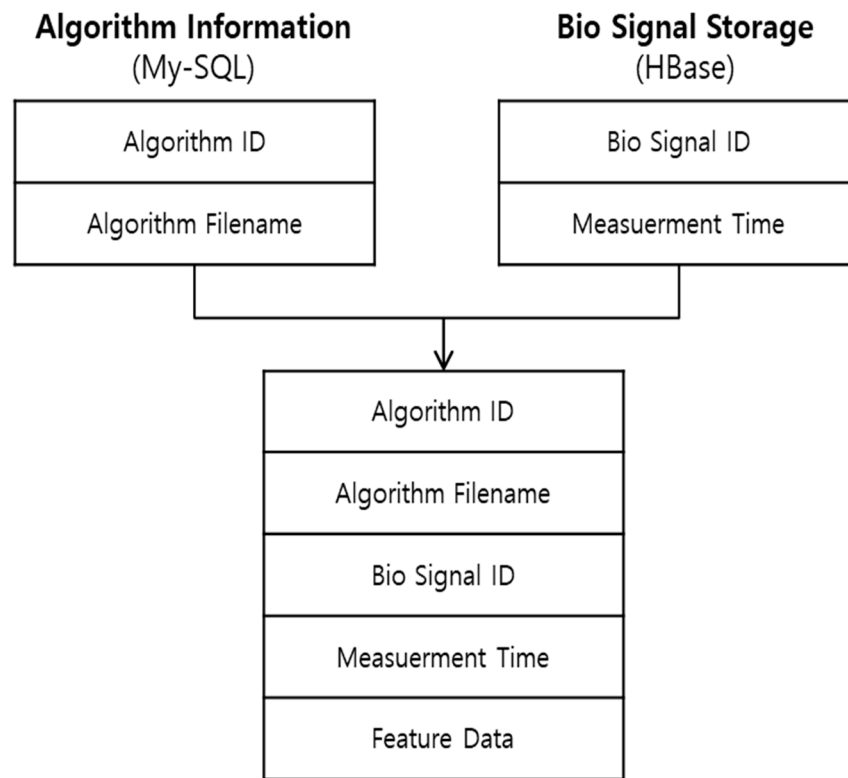 Algorithm Information
(My-SQL)
Algorithm ID
Algorithm Filename
Bio Signal Storage
(HBase)
Bio Signal ID
Measuerment Time
Algorithm ID
Algorithm Filename
Bio Signal ID
Measuerment Time
Feature Data